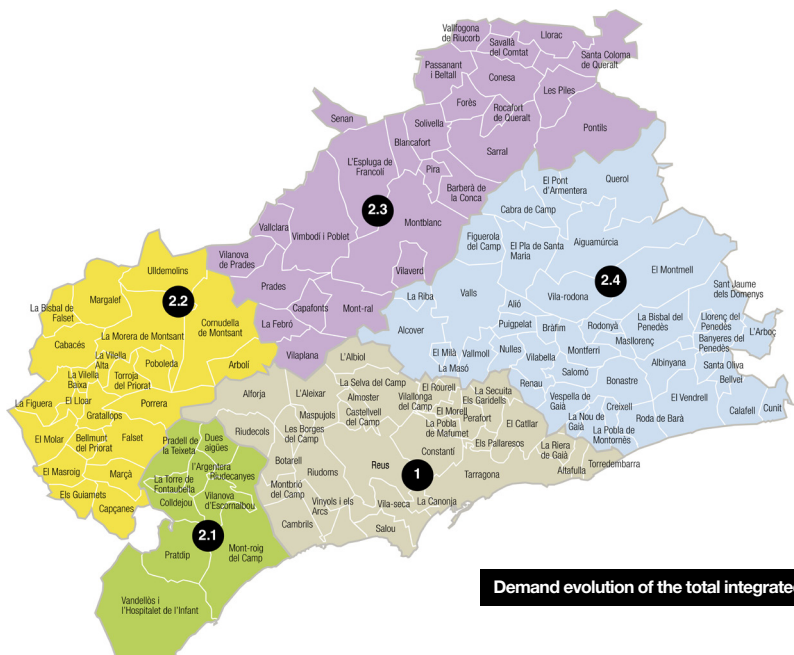 Vallfogona
de Riucorb
Llorac
Savallà
del Comtat
Santa Coloma
de Queralt
Passanant
i Beltall
Conesa
Les Piles
Forès
Rocafort
de Queralt
Senan
Solivella
Pontils
Blancafort
Sarral
L'Espluga de
Francolí
Pira
Barberà de
la Conca
2.3
Montblanc
Vallclara
Vimbodí i Poblet
Vilanova
de Prades
Vilaverd
Prades
Capafonts
Mont-ral
La Febró
Vilaplana
El Pont
d'Armentera
Querol
Cabra de Camp
Figuerola
del Camp
El Pla de Santa
Maria
Aiguamúrcia
El Montmell
2.4
Sant Jaume
dels Domenys
La Riba
Valls
Alió
Vila-rodona
Alcover
Puigpelat
Bràfim
Rodonyà
La Bisbal del
Penedès
Llorenç del
Penedès
L'Arboç
Masllorenç
Banyeres del
Penedès
El Milà
Vallmoll
Nulles
Vilabella
Montferri
Albinyana
Santa Oliva
La Masó
Salomó
Bellvei
Renau
Bonastre
Vespella de
Gaià
El Vendrell
Creixell
Calafell
Cunit
La Nou de
Gaià
Roda de Barà
La Pobla de
Montornès
Ulldemolins
2.2
Margalef
La Bisbal de
Falset
Cornudella
de Montsant
Cabacés
La Morera de Montsant
La Vilella
Alta
Poboleda
Arbolí
La Vilella
Baixa
Torroja
del Priorat
La Figuera
El Lloar
Porrera
Gratallops
El Molar
Bellmunt
del Priorat
Falset
El Masroig
Marçà
Els Guiamets
Capçanes
L'Albiol
Alforja
L'Aleixar
La Selva del Camp
Almoster
El Rourell
La Secuita
Maspujols
Castellvell
del Camp
Vilallonga
del Camp
Els Garidells
El Morell
Perafort
Riudecols
Les Borges
del Camp
La Pobla
de Mafumet
El Catllar
Els Pallaresos
La Riera
de Gaià
Botarell
Constantí
Riudoms
Reus
1
Torredembarra
Altafulla
Tarragona
Montbrió
del Camp
Vinyols i els
Arcs
Vila-seca
La Canonja
Cambrils
Salou
Pradell de
la Teixeta
Dues
aigües
l'Argentera
Riudecanyes
La Torre de
Fontaubella
Colldejou
Vilanova
d'Escornalbou
2.1
Pratdip
Mont-roig
del Camp
Vandellòs i
l'Hospitalet de l'Infant
Demand evolution of the total integrate